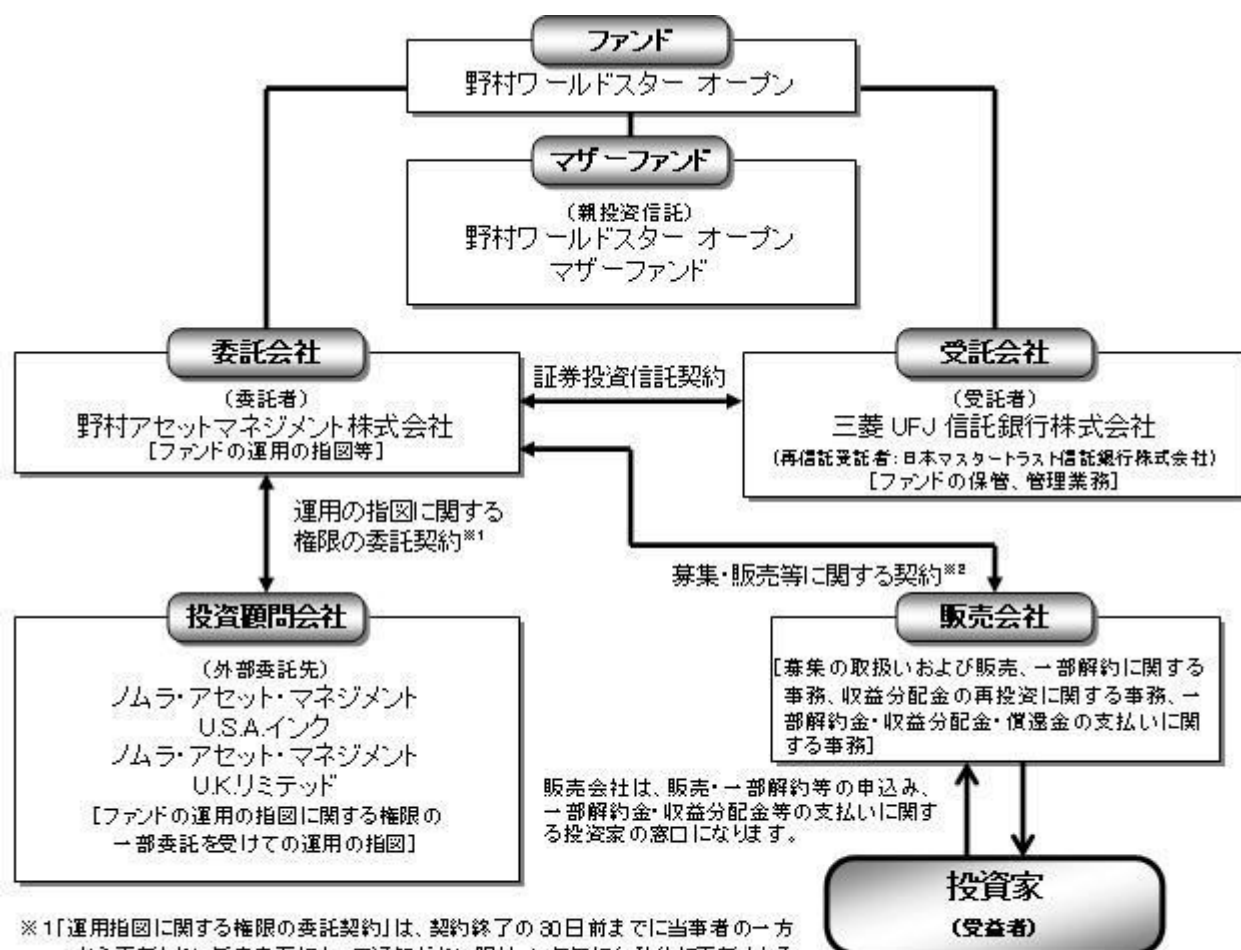 ファンド
野村ワールドスター オープン
マザーファンド
(親投資信託)
野村ワールドスター オープン
マザーファンド
委託会社
(委託者)
野村アセットマネジメント株式会社
[ファンドの運用の指図等]
証券投資信託契約
受託会社
(受託者)
三菱UFJ信託銀行株式会社
(再信託受託者:日本マスタートラスト信託銀行株式会社)
[ファンドの保管、管理業務]
運用の指図に関する
権限の委託契約※1
募集・販売等に関する契約※2
投資顧問会社
(外部委託先)
ノムラ・アセット・マネジメント
U.S.A.インク
ノムラ・アセット・マネジメント
U.K.リミテッド
[ファンドの運用の指図に関する権限の
一部委託を受けての運用の指図]
販売会社
[募集の取扱いおよび販売、一部解約に関する
事務、収益分配金の再投資に関する事務、一
部解約金・収益分配金・償還金の支払いに関
する事務]
販売会社は、販売・一部解約等の申込み、
一部解約金・収益分配金等の支払いに関す
る投資家の窓口になります。
投資家
(受益者)
※1「運用指図に関する権限の委託契約」は、契約終了の30日前までに当事者の一方